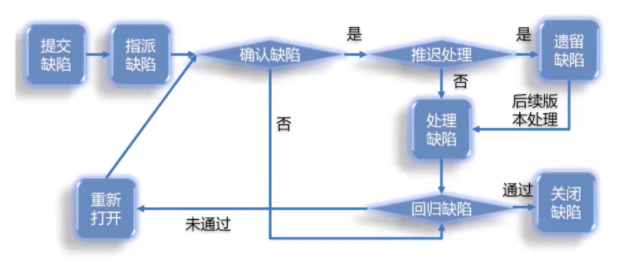 提交
缺陷
指派
缺陷
确认缺陷
是
推迟处理
是
遗留
缺陷
否
后续版
本处理
处理
缺陷
否
重新
打开
未通过
回归缺陷
通过
关闭
缺陷